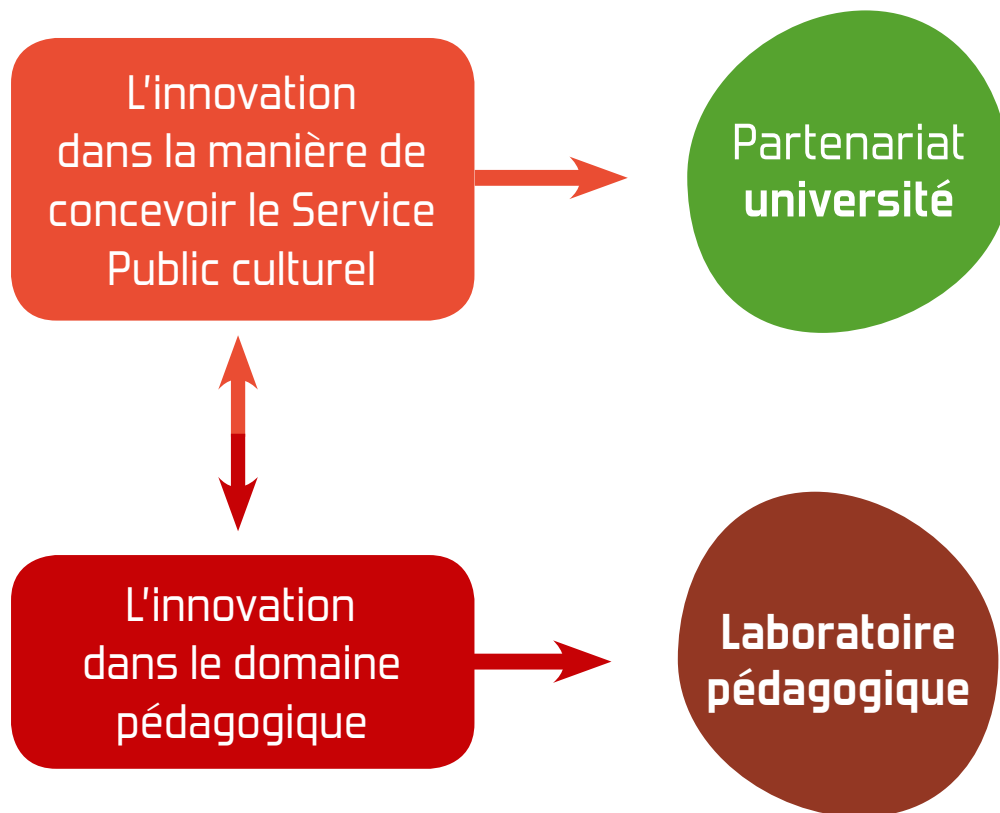 L'innovation
dans la manière de
concevoir le Service
Public culturel
Partenariat
université
L'innovation
dans le domaine
pédagogique
Laboratoire
pédagogique